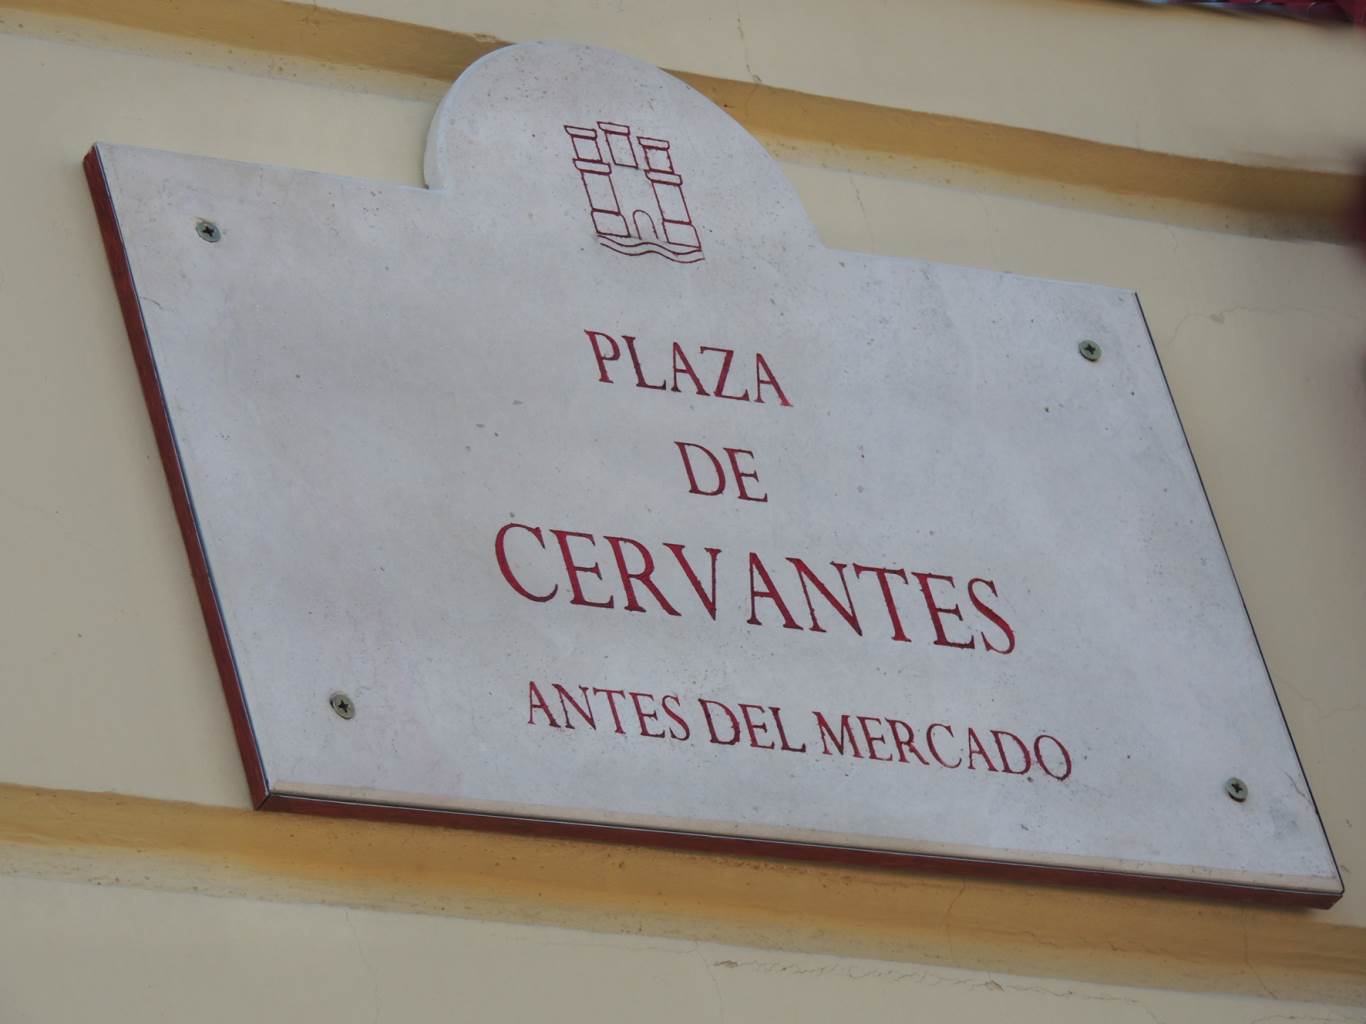 PLAZA
DE
CERVANTES
ANTES DEL MERCADO